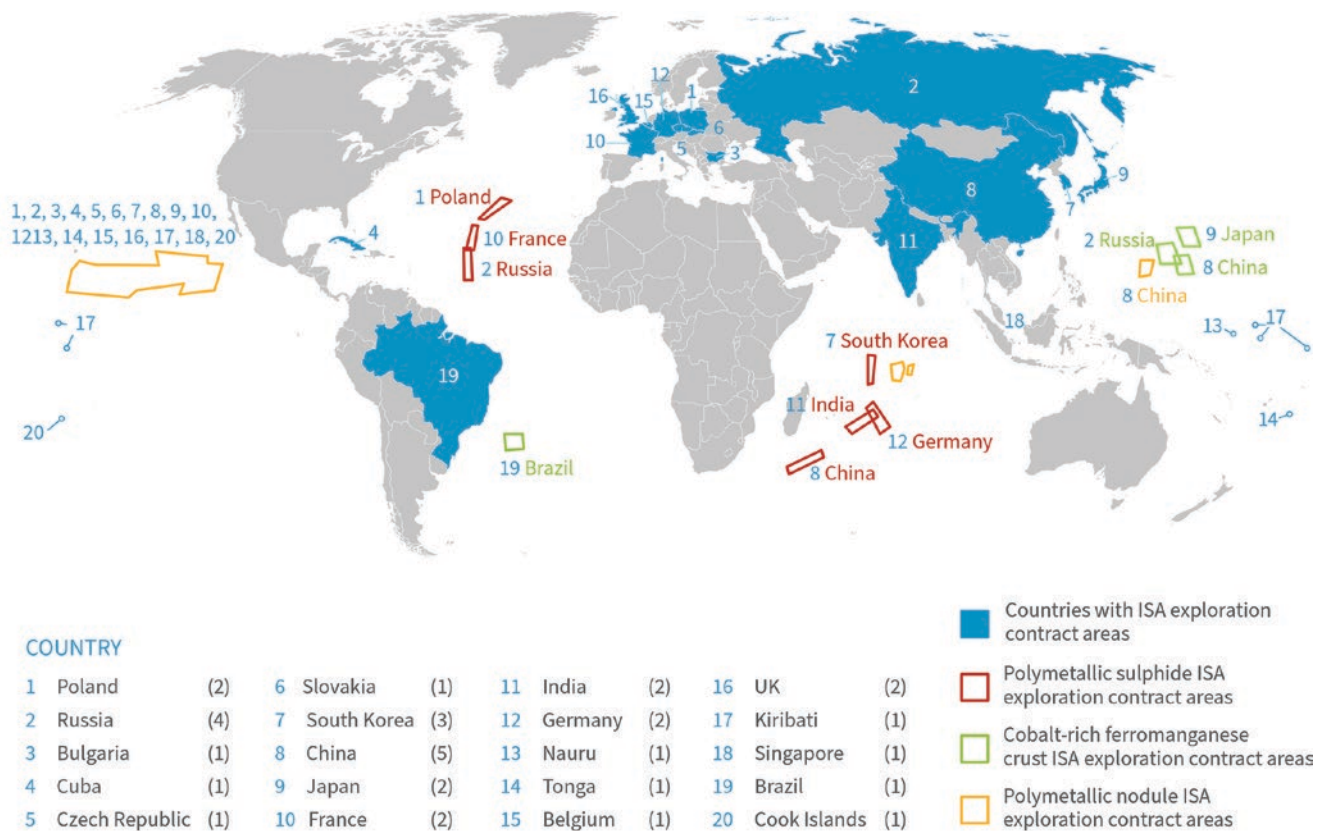 12
16
15
1
2
6
10
5
3
8
9
7
1 Poland
1, 2, 3, 4, 5, 6, 7, 8, 9, 10,
1213, 14, 15, 16, 17, 18, 20
4
10 France
2 Russia
11
2 Russia
9 Japan
8 China
8 China
17
18
13
17
7 South Korea
19
11 India
14
20
12 Germany
19 Brazil
8 China
COUNTRY
1 Poland (2)
2 Russia (4)
3 Bulgaria (1)
4 Cuba (1)
5 Czech Republic (1)
6 Slovakia (1)
7 South Korea (3)
8 China (5)
9 Japan (2)
10 France (2)
11 India (2)
12 Germany (2)
13 Nauru (1)
14 Tonga (1)
15 Belgium (1)
16 UK (2)
17 Kiribati (1)
18 Singapore (1)
19 Brazil (1)
20 Cook Islands (1)
Countries with ISA exploration
contract areas
Polymetallic sulphide ISA
exploration contract areas
Cobalt-rich ferromanganese
crust ISA exploration contract areas
Polymetallic nodule ISA
exploration contract areas